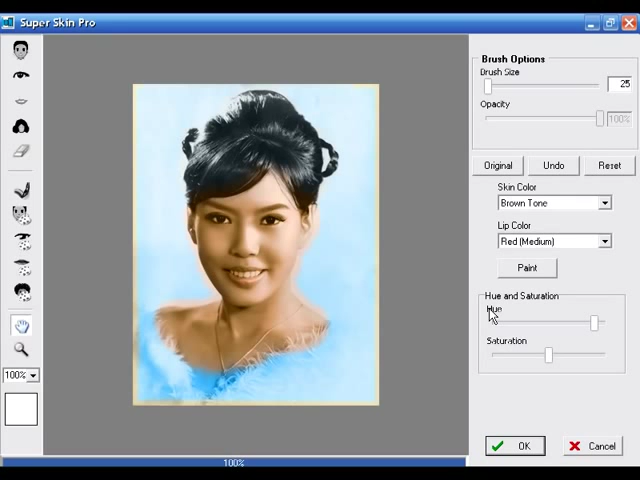 Super Skin Pro
Brush Options
Brush Size
25
Opacity
100%
Original
Undo
Reset
Skin Color
Brown Tone
Lip Color
Red (Medium)
Paint
Hue and Saturation
Hue
Saturation
100%
OK
Cancel
100%